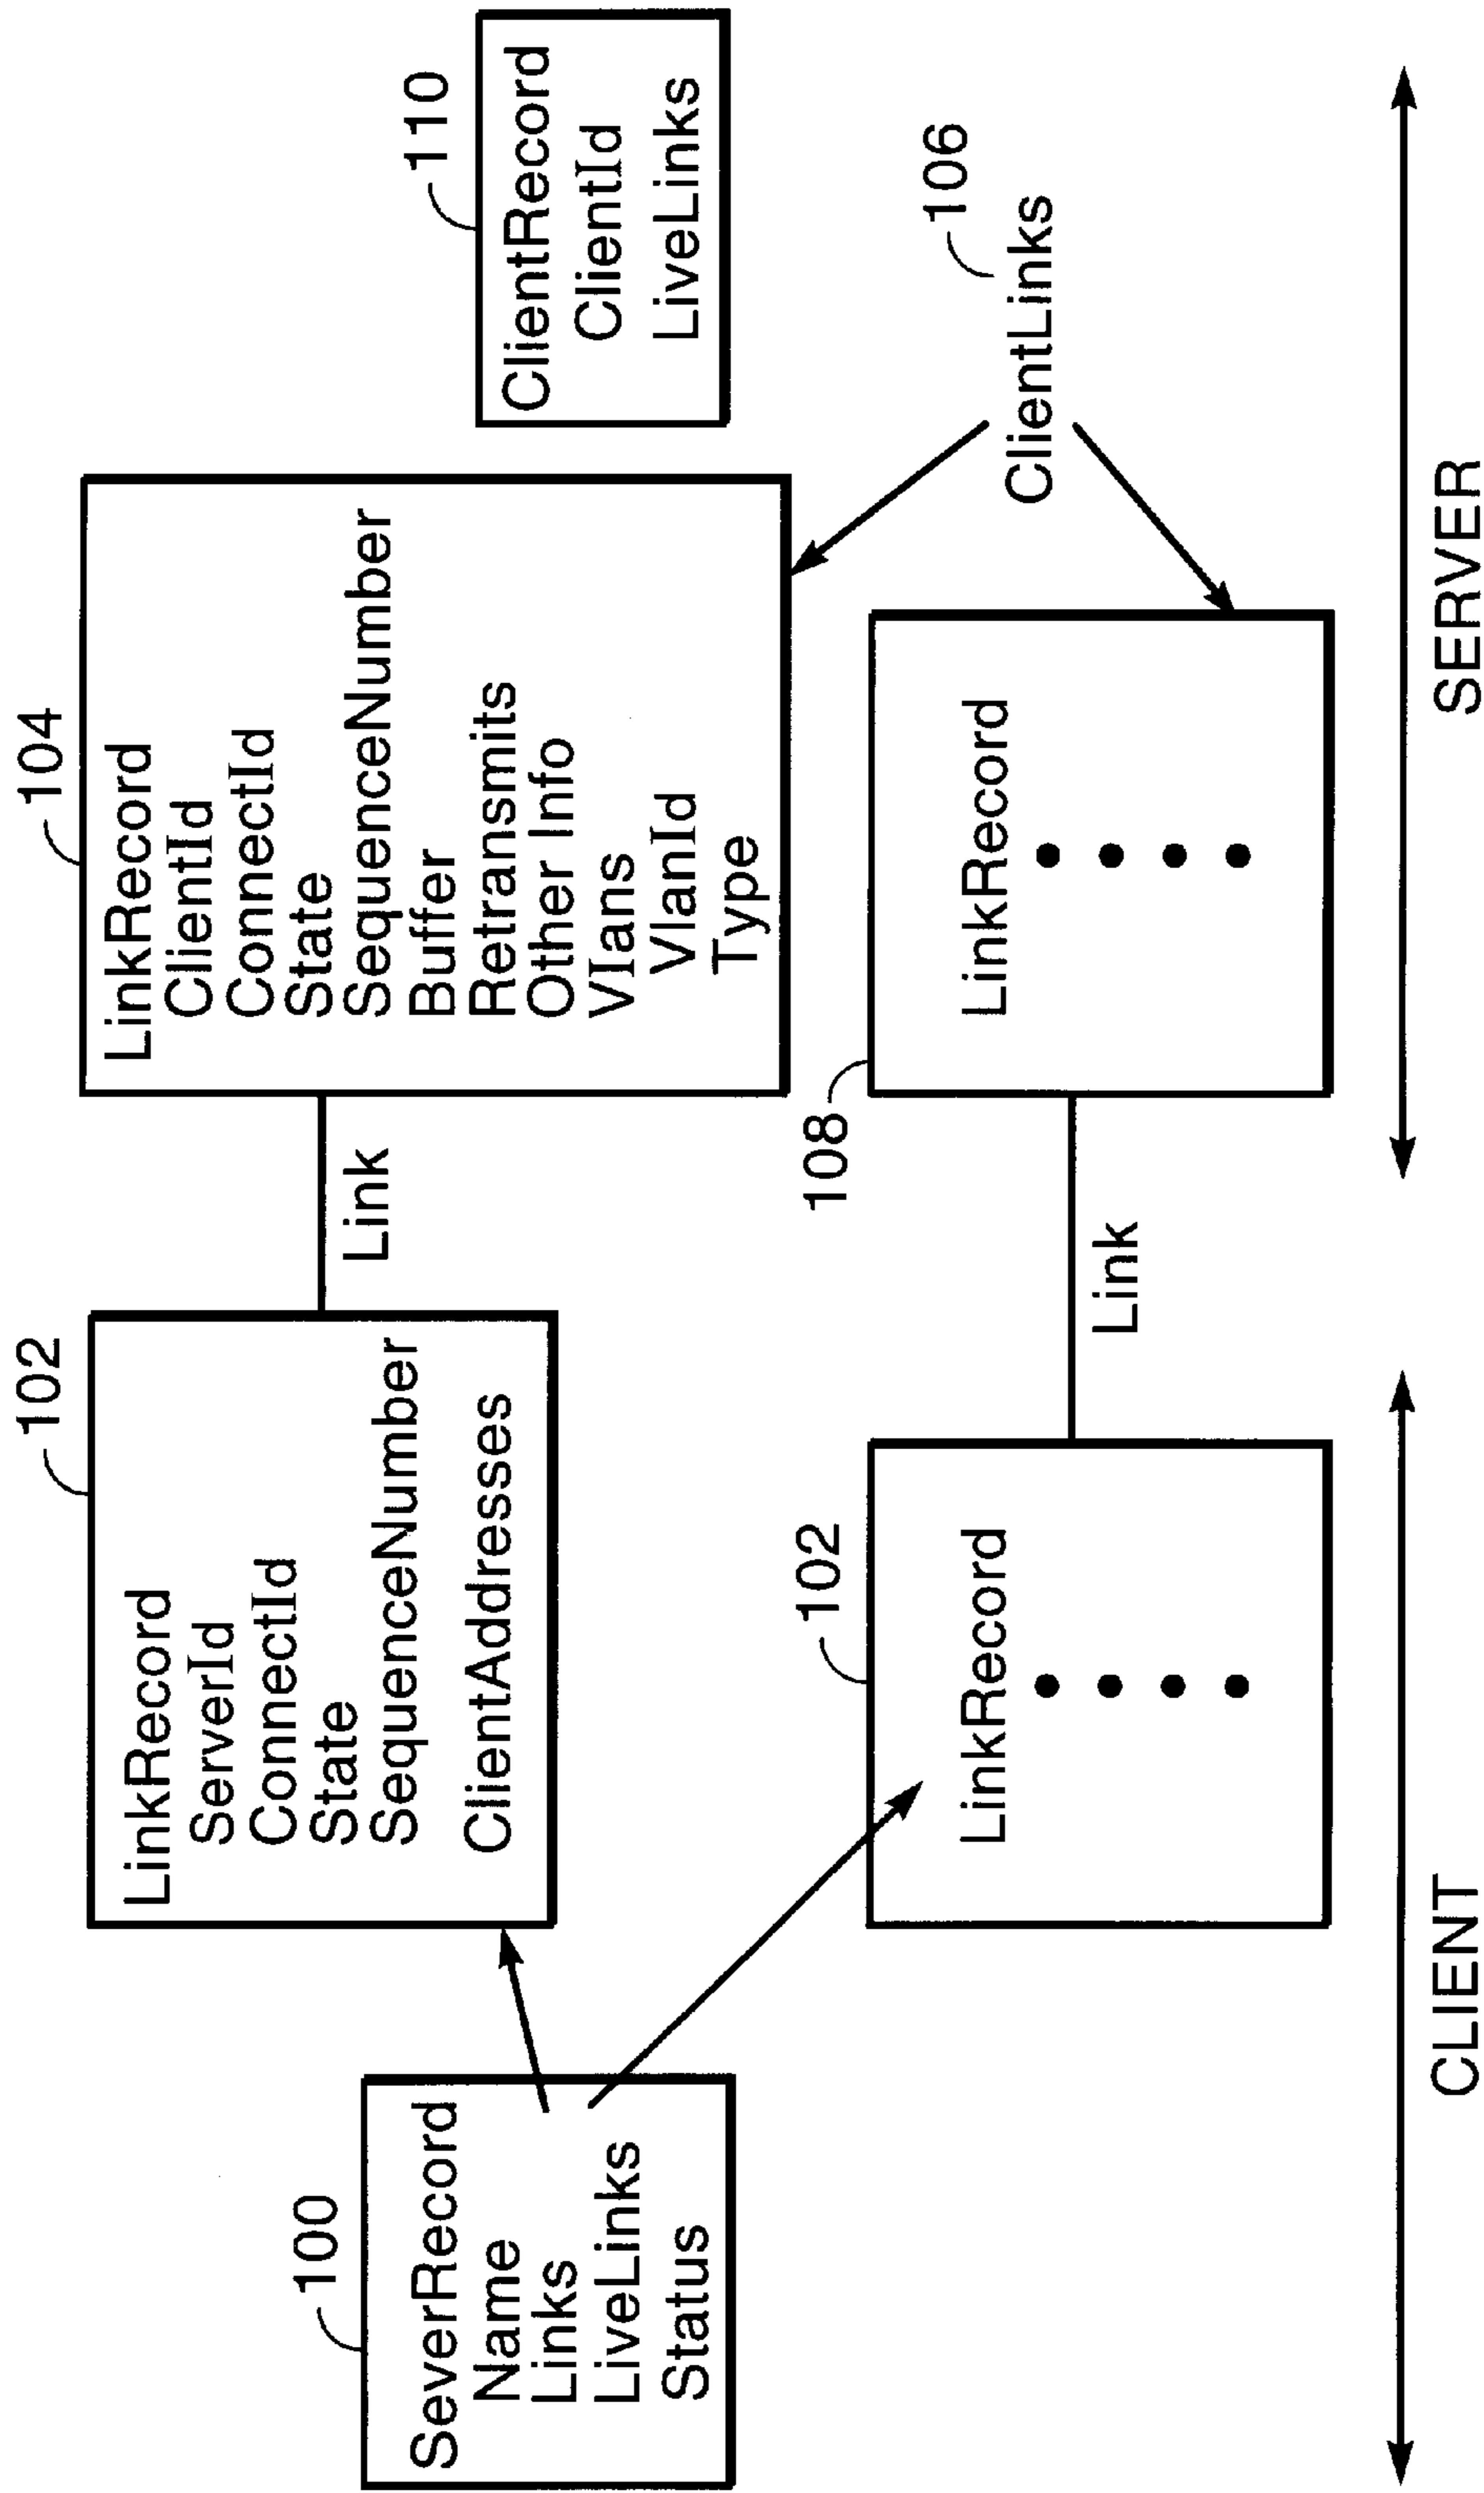 100
SeverRecord
Name
Links
LiveLinks
Status
102
LinkRecord
ServerId
ConnectId
State
SequenceNumber
ClientAddresses
Link
104
LinkRecord
ClientId
ConnectId
State
SequenceNumber
Buffer
Retransmits
Other Info
Vlans
VlanId
Type
110
ClientRecord
ClientId
LiveLinks
102
LinkRecord
Link
108
LinkRecord
106
ClientLinks
CLIENT
SERVER